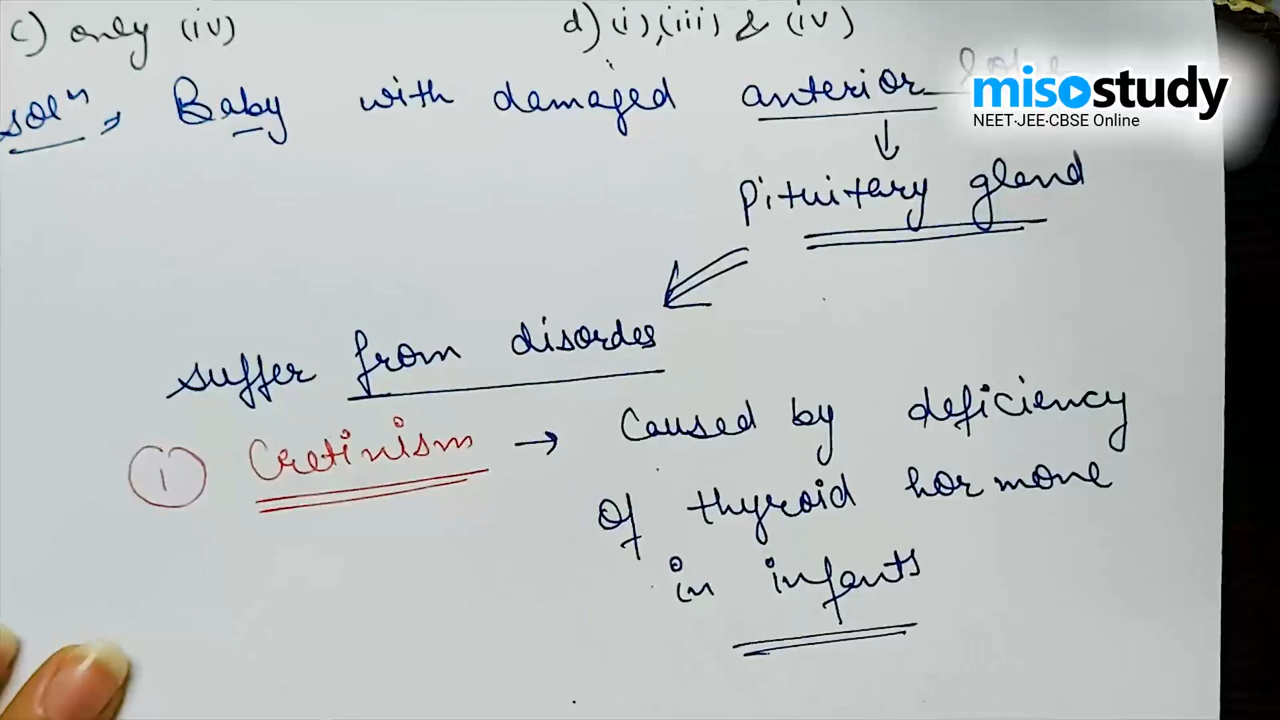 c) only (iv) d) (i), (iii) & (iv)
solⁿ, Baby with damaged anterior
misostudy
NEET·JEE·CBSE Online
Pituitary gland
suffer from disordes
① Cretinism → Caused by deficiency
of thyroid hormone
in infants